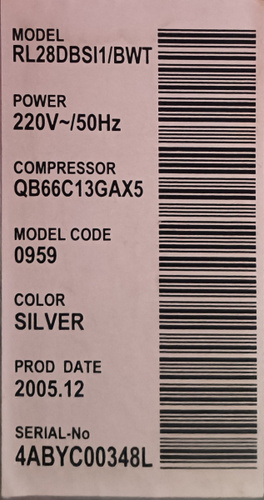 MODEL
RL28DBSI1/BWT
POWER
220V~/50Hz
COMPRESSOR
QB66C13GAX5
MODEL CODE
0959
COLOR
SILVER
PROD DATE
2005.12
SERIAL-No
4ABYC00348L